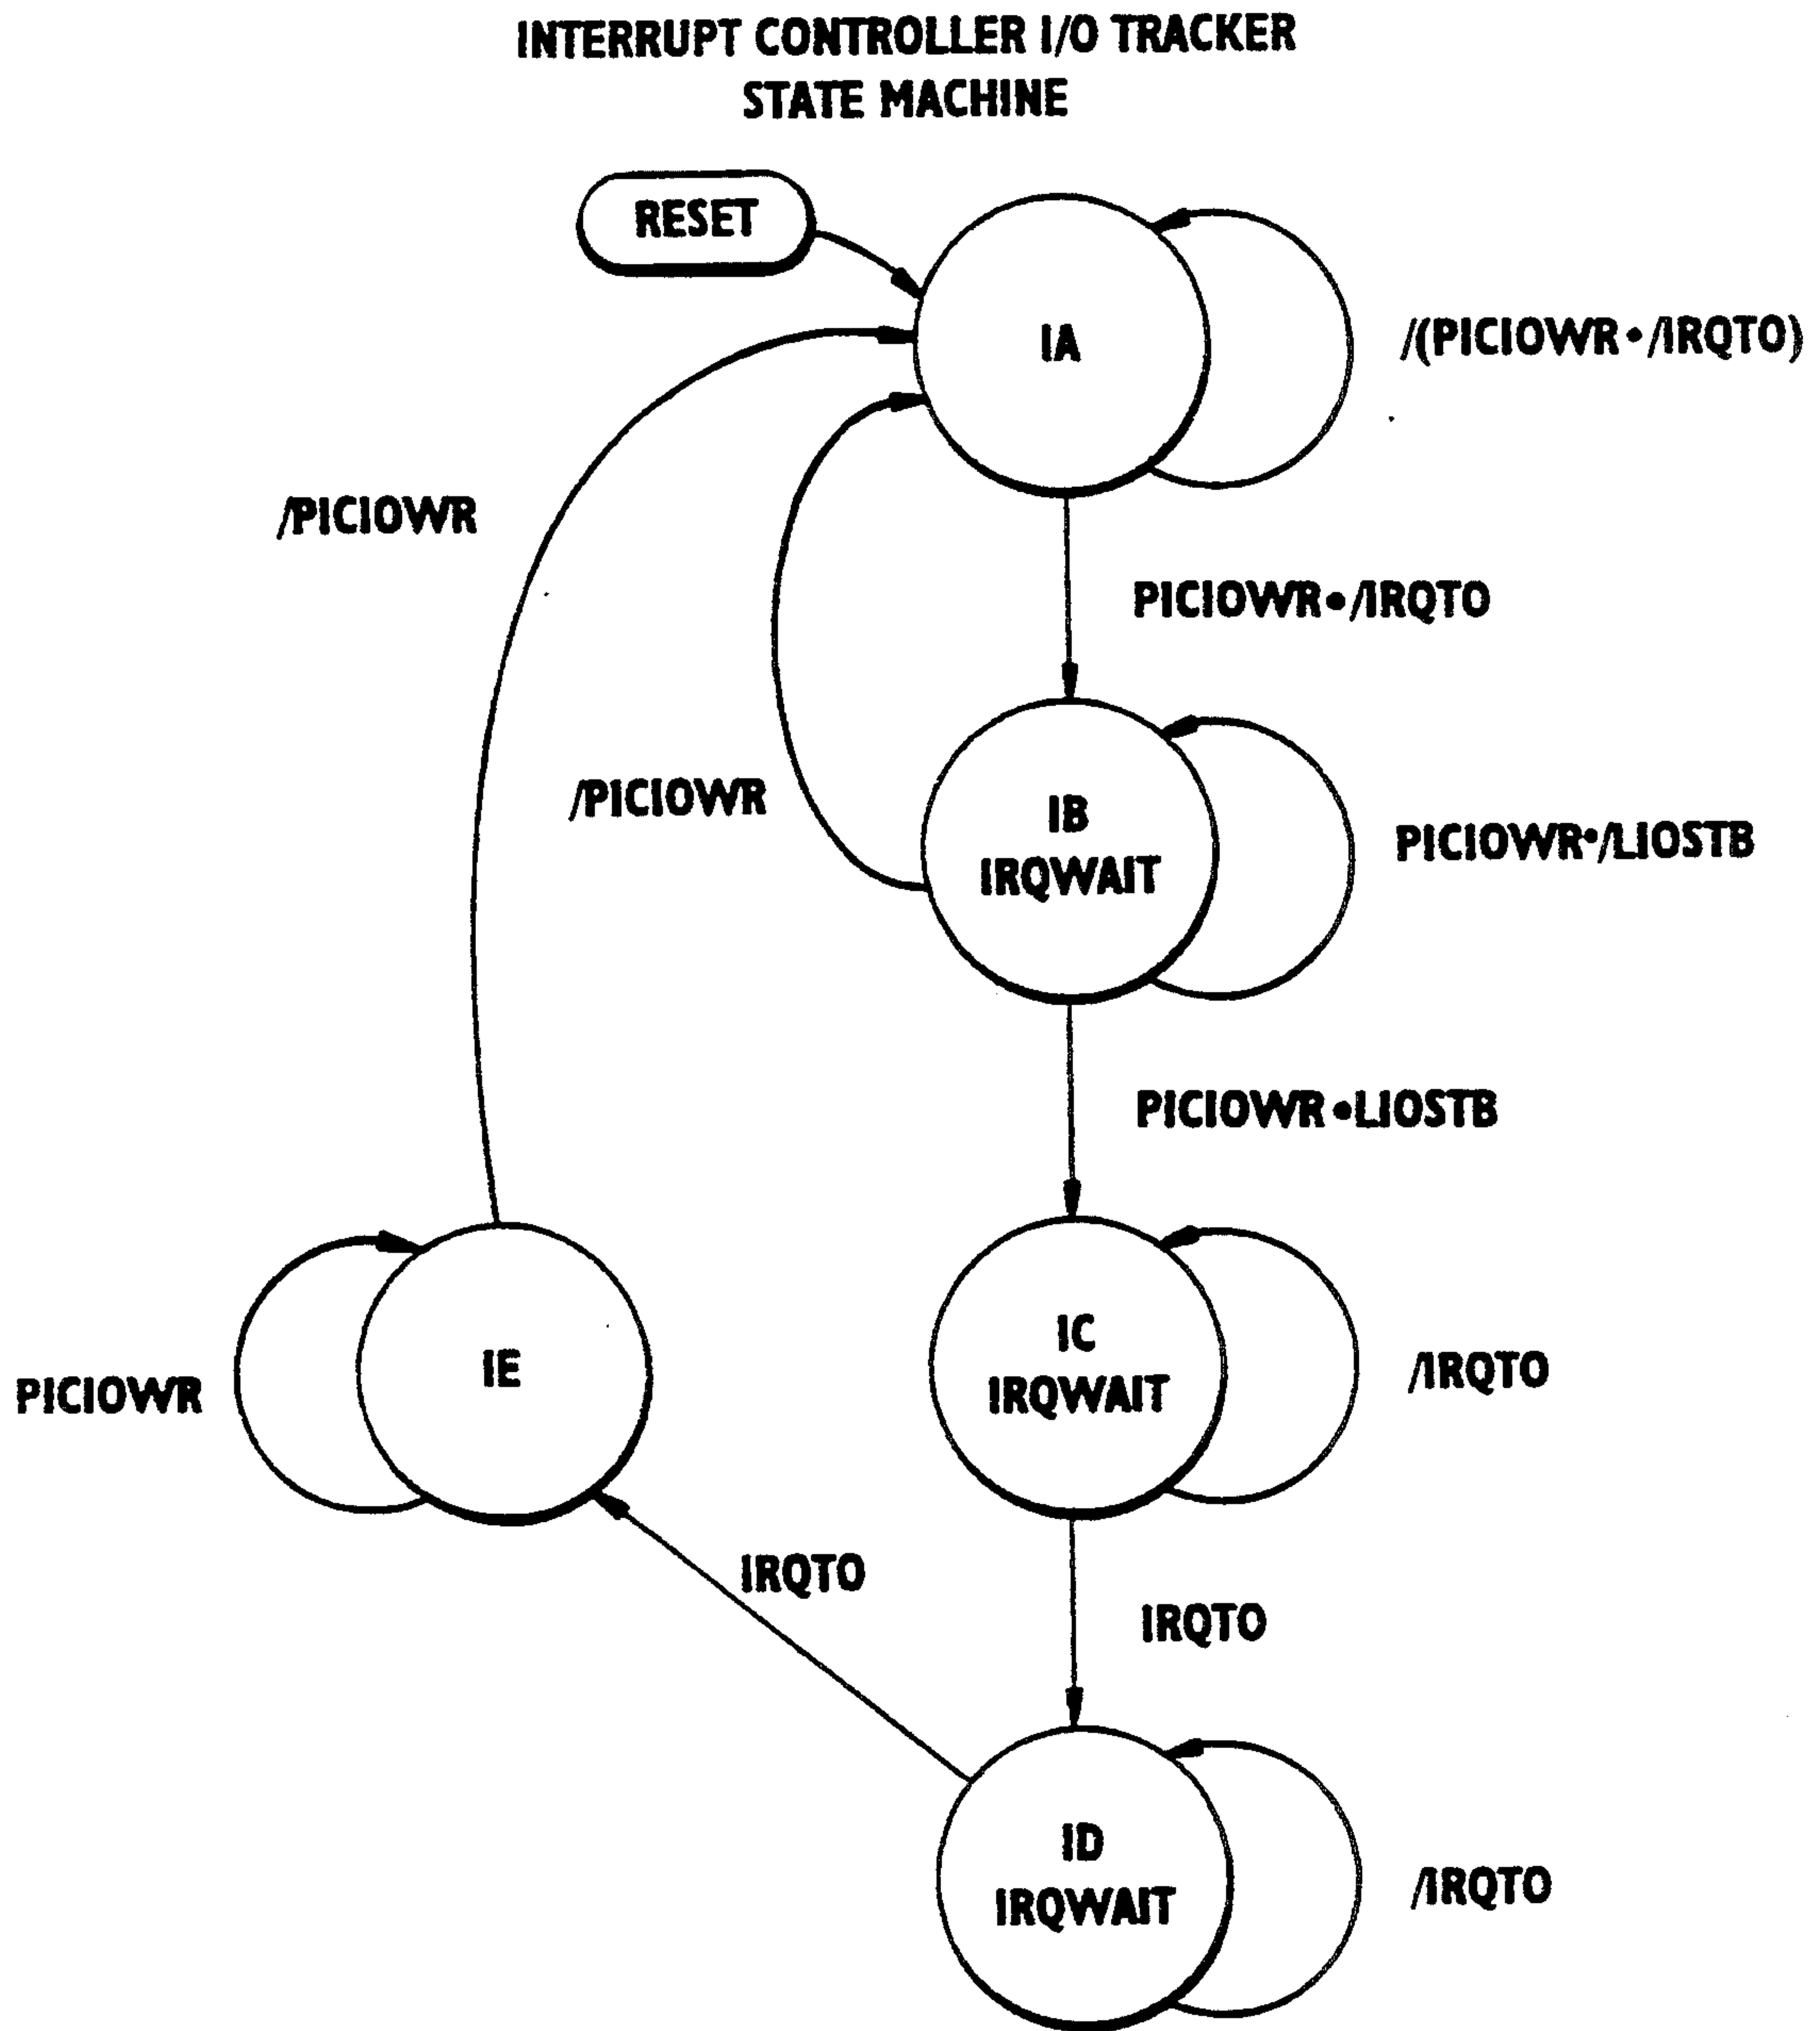 INTERRUPT CONTROLLER I/O TRACKER
STATE MACHINE
RESET
IA
/(PICIOWR•/IRQTO)
/PICIOWR
PICIOWR•/IRQTO
/PICIOWR
IB
IRQWAIT
PICIOWR•/LIOSTB
PICIOWR•LIOSTB
IC
IRQWAIT
/IRQTO
IE
PICIOWR
IRQTO
IRQTO
ID
IRQWAIT
/IRQTO